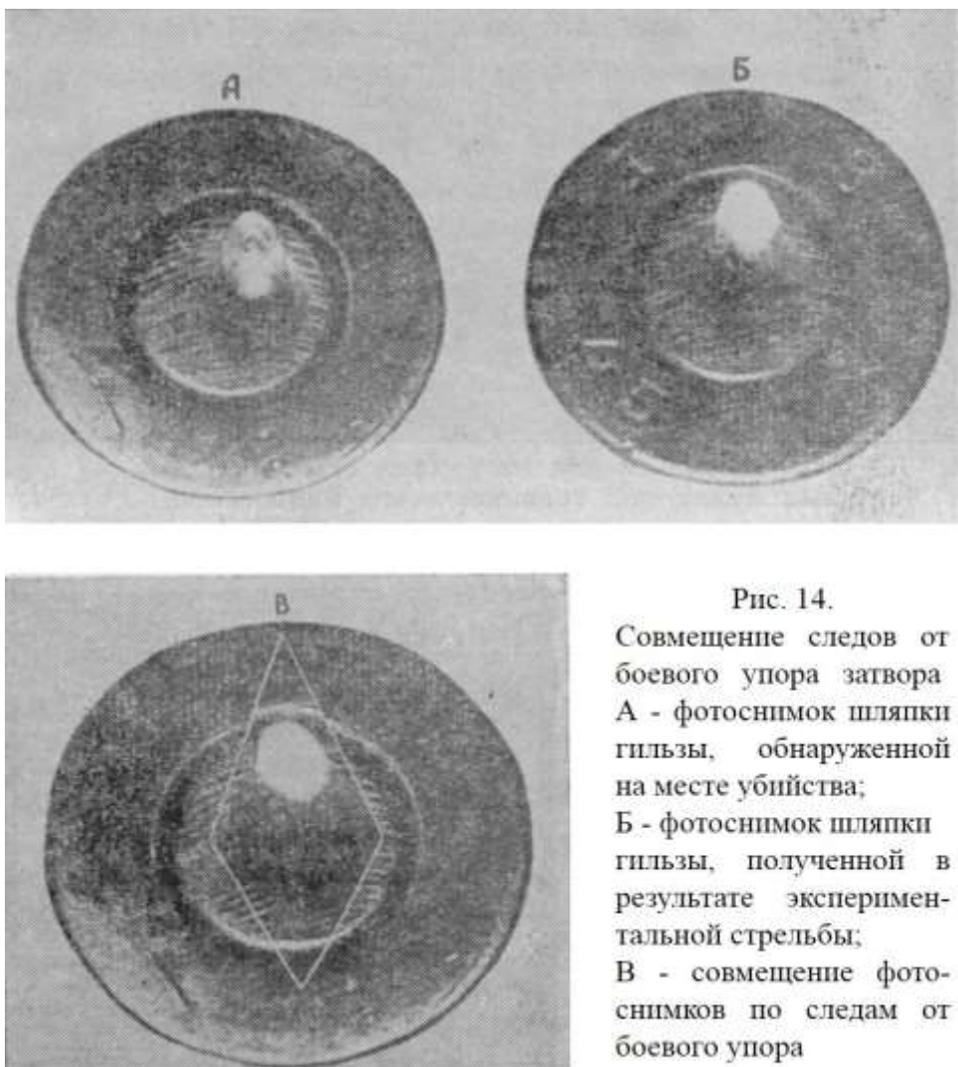 А
Б
В
Рис. 14.
Совмещение следов от
боевого упора затвора
А - фотоснимок шляпки
гильзы, обнаруженной
на месте убийства;
Б - фотоснимок шляпки
гильзы, полученной в
результате эксперимен-
тальной стрельбы;
В - совмещение фото-
снимков по следам от
боевого упора